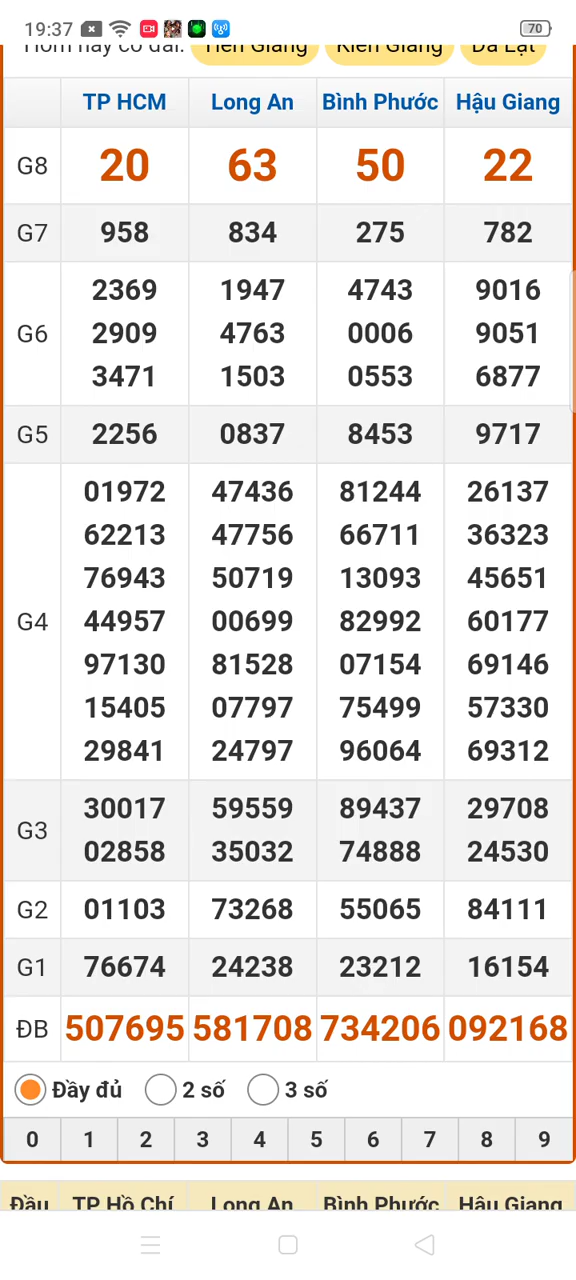 19:37 70
Hôm nay có đài: Tiền Giang Kiên Giang Đà Lạt
TP HCM Long An Bình Phước Hậu Giang
G8 20 63 50 22
G7 958 834 275 782
2369 1947 4743 9016
G6 2909 4763 0006 9051
3471 1503 0553 6877
G5 2256 0837 8453 9717
01972 47436 81244 26137
62213 47756 66711 36323
76943 50719 13093 45651
G4 44957 00699 82992 60177
97130 81528 07154 69146
15405 07797 75499 57330
29841 24797 96064 69312
30017 59559 89437 29708
G3
02858 35032 74888 24530
G2 01103 73268 55065 84111
G1 76674 24238 23212 16154
ĐB 507695 581708 734206 092168
Đầy đủ 2 số 3 số
0 1 2 3 4 5 6 7 8 9
Đầu TP Hồ Chí Long An Bình Phước Hậu Giang